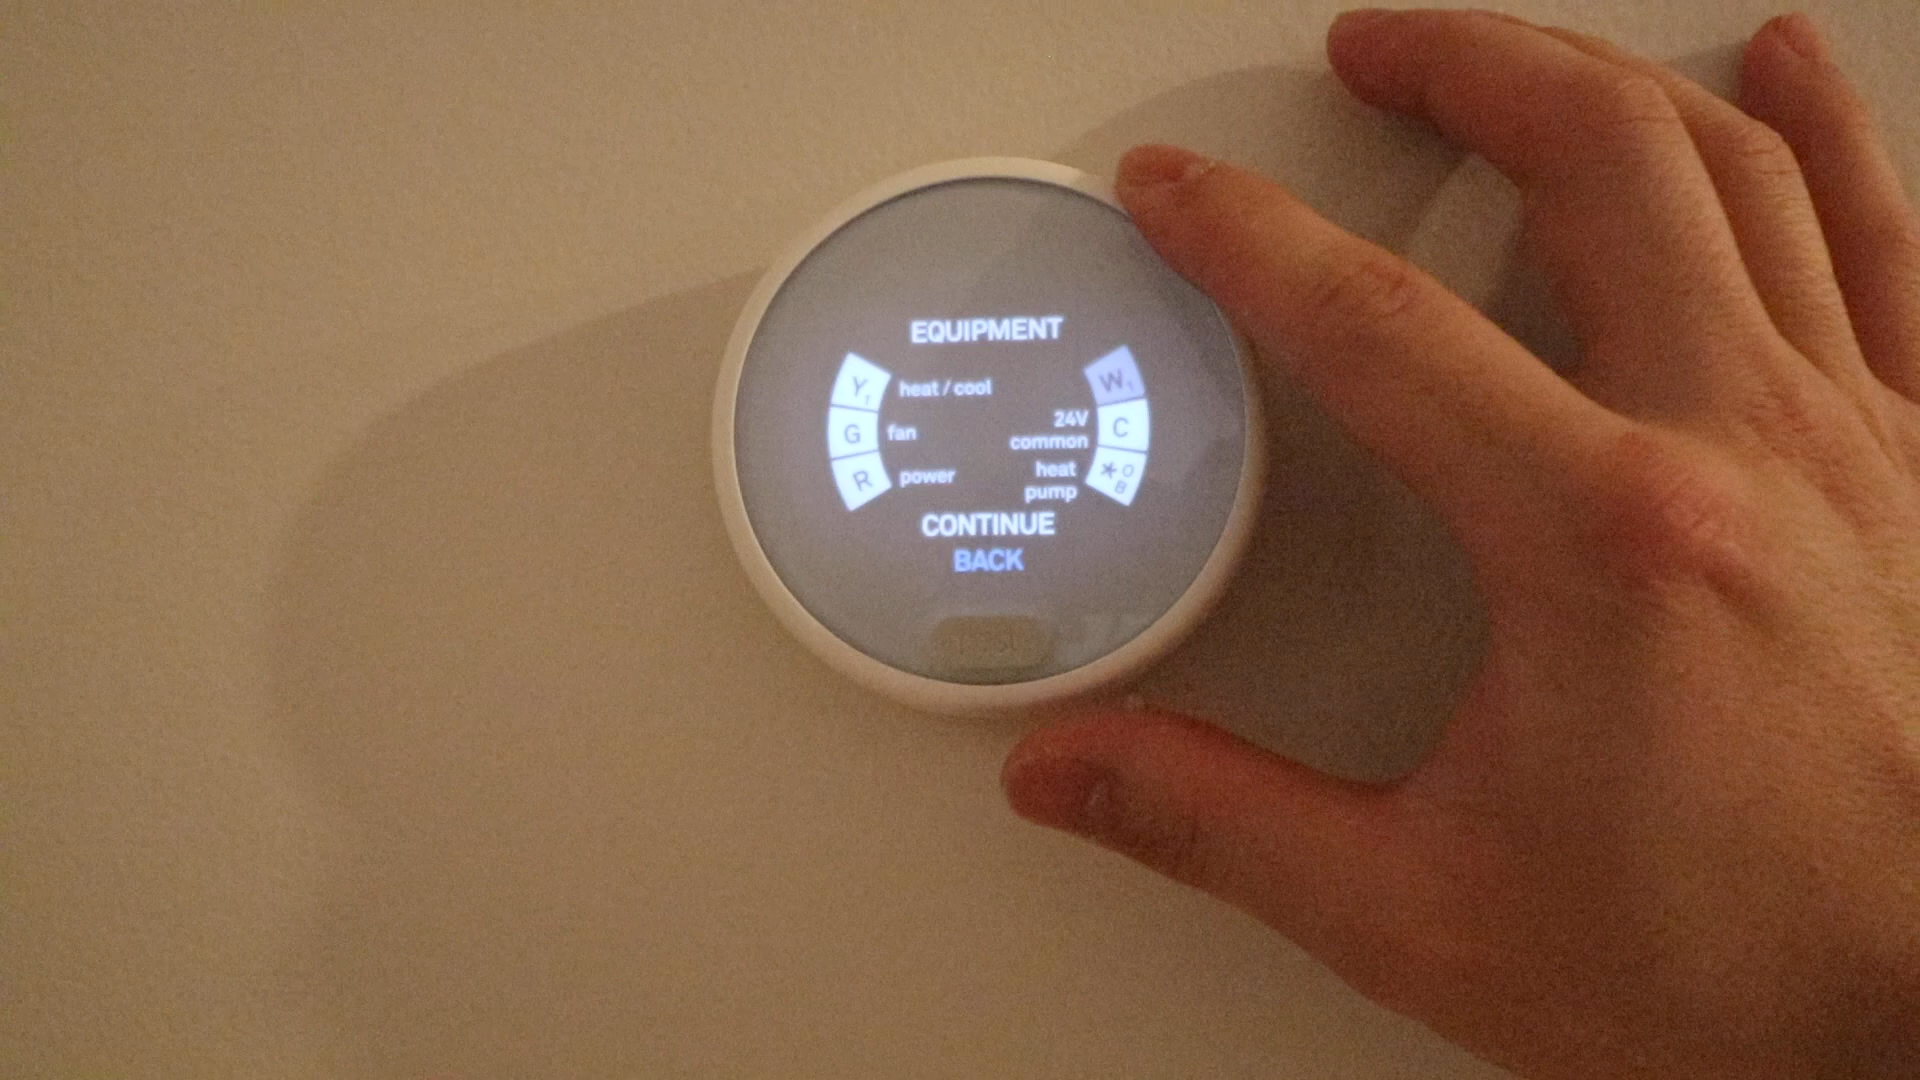 EQUIPMENT
Y1 heat / cool
W1
G fan
24V common C
R power
heat pump * O B
CONTINUE
BACK